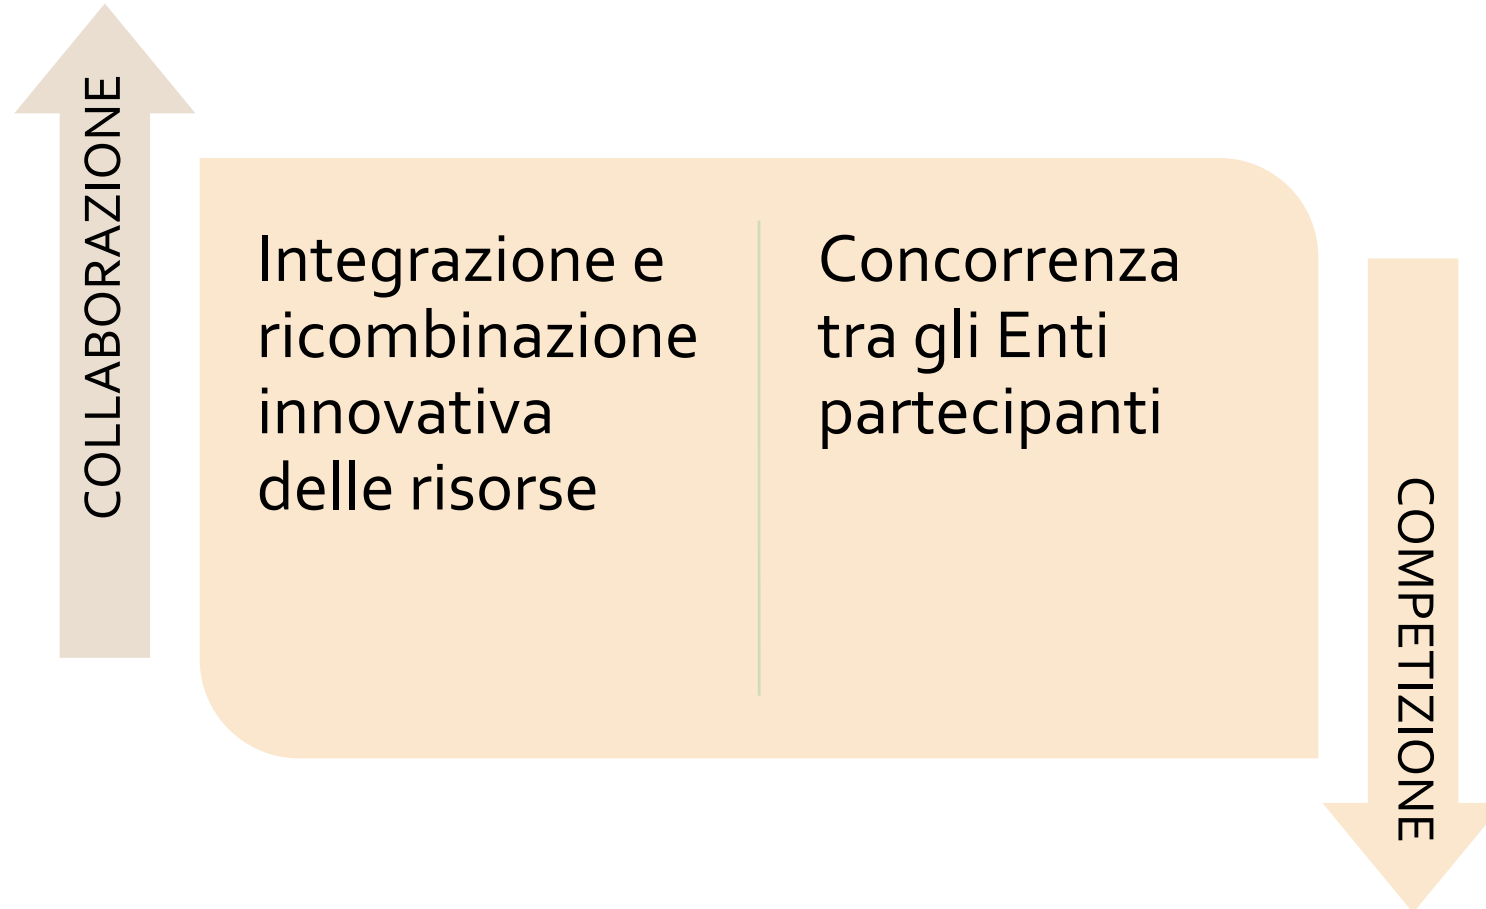 COLLABORAZIONE
Integrazione e
ricombinazione
innovativa
delle risorse
Concorrenza
tra gli Enti
partecipanti
COMPETIZIONE